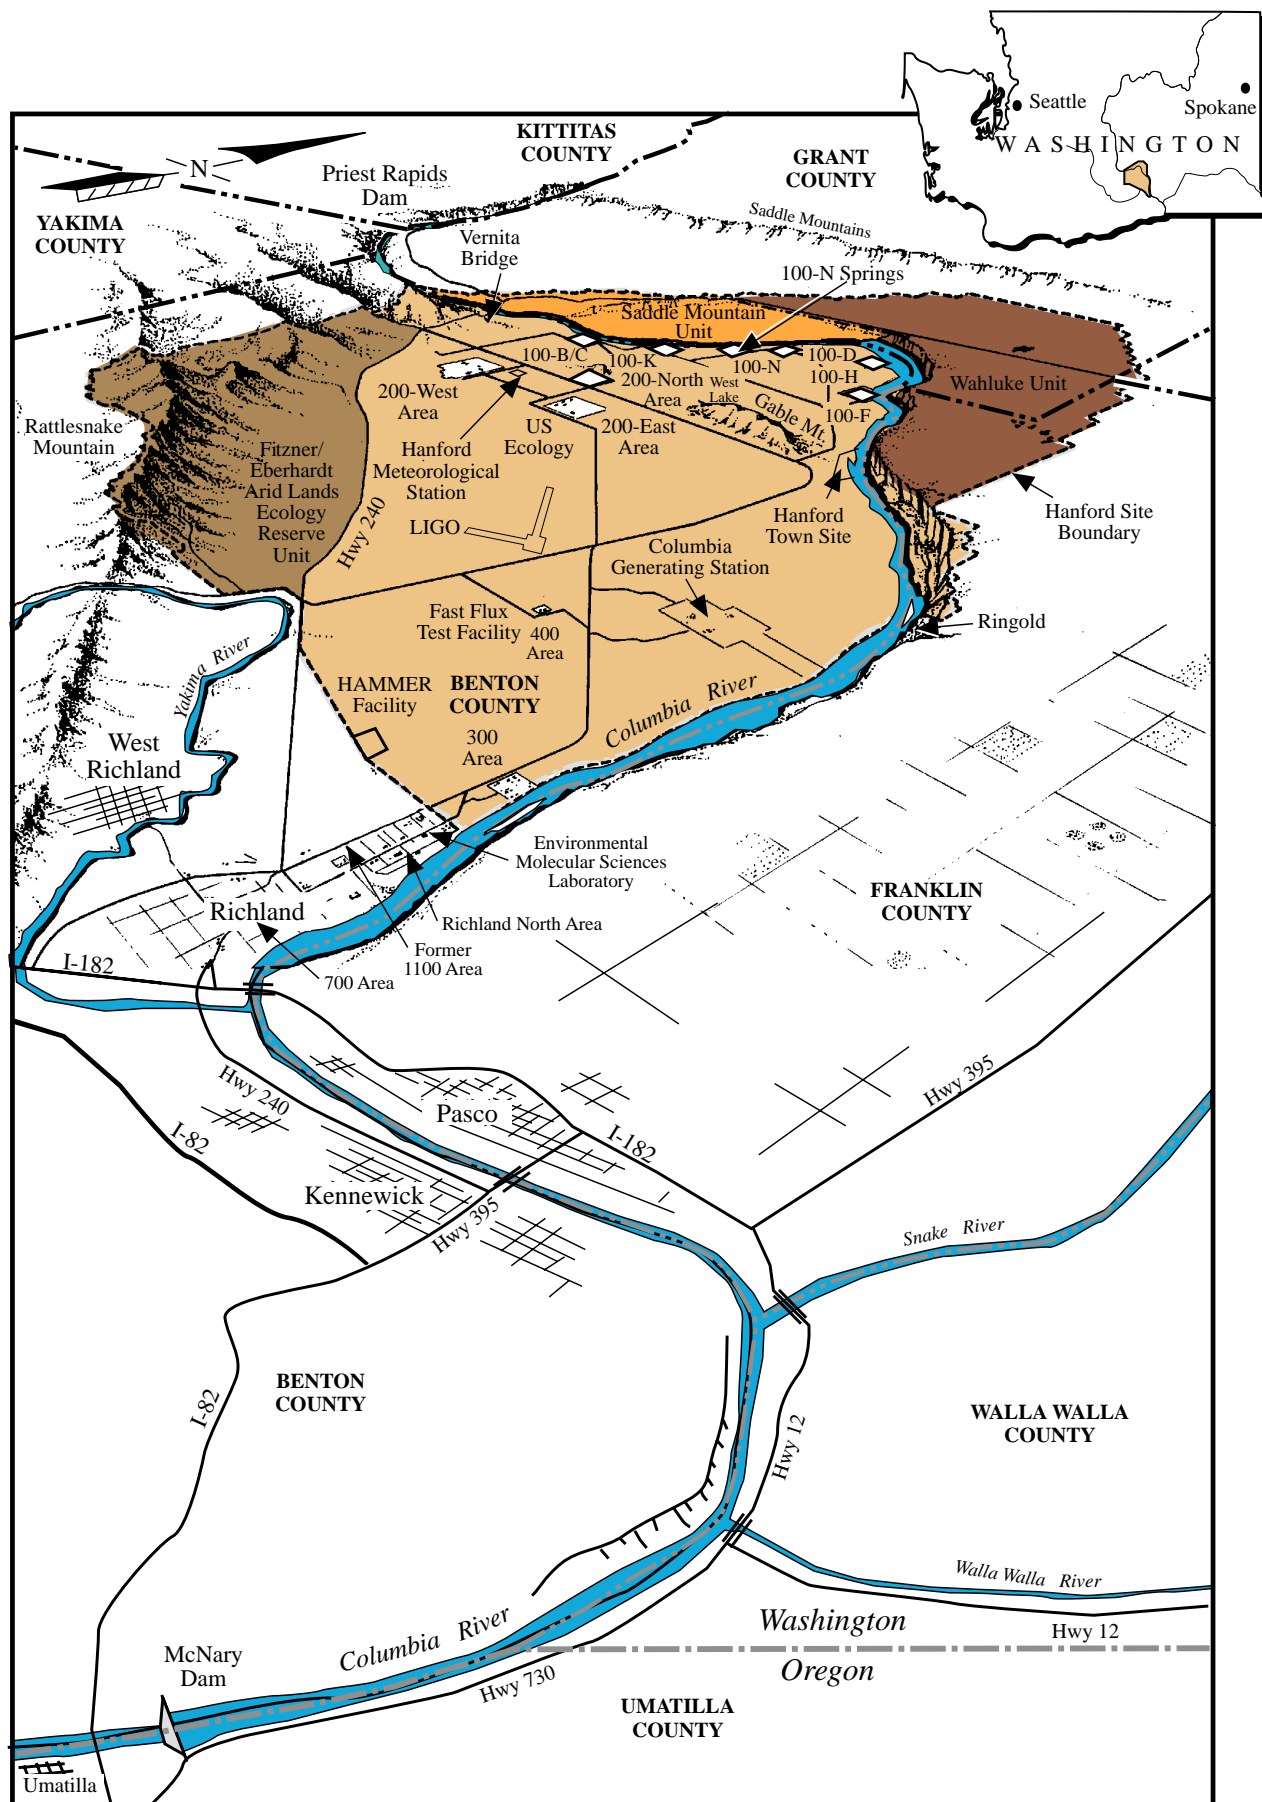 Seattle
Spokane
WASHINGTON
KITTITAS
COUNTY
GRANT
COUNTY
N
Priest Rapids
Dam
YAKIMA
COUNTY
Vernita
Bridge
Saddle Mountains
100-N Springs
Saddle Mountain
Unit
100-B/C
100-K
100-N
100-D
100-H
100-F
200-North
Area
West
Lake
Gable Mt.
Wahluke Unit
200-West
Area
US
Ecology
200-East
Area
Rattlesnake
Mountain
Fitzner/
Eberhardt
Arid Lands
Ecology
Reserve
Unit
Hanford
Meteorological
Station
Hwy 240
LIGO
Hanford
Town Site
Hanford Site
Boundary
Columbia
Generating Station
Fast Flux
Test Facility
400
Area
Ringold
Yakima River
HAMMER
Facility
BENTON
COUNTY
Columbia River
300
Area
West
Richland
Environmental
Molecular Sciences
Laboratory
FRANKLIN
COUNTY
Richland
Richland North Area
Former
1100 Area
700 Area
I-182
Hwy 240
Hwy 395
Pasco
I-82
I-182
Kennewick
Hwy 395
Snake River
BENTON
COUNTY
I-82
WALLA WALLA
COUNTY
Hwy 12
Walla Walla River
Columbia River
Washington
Hwy 12
McNary
Dam
Oregon
Hwy 730
UMATILLA
COUNTY
Umatilla